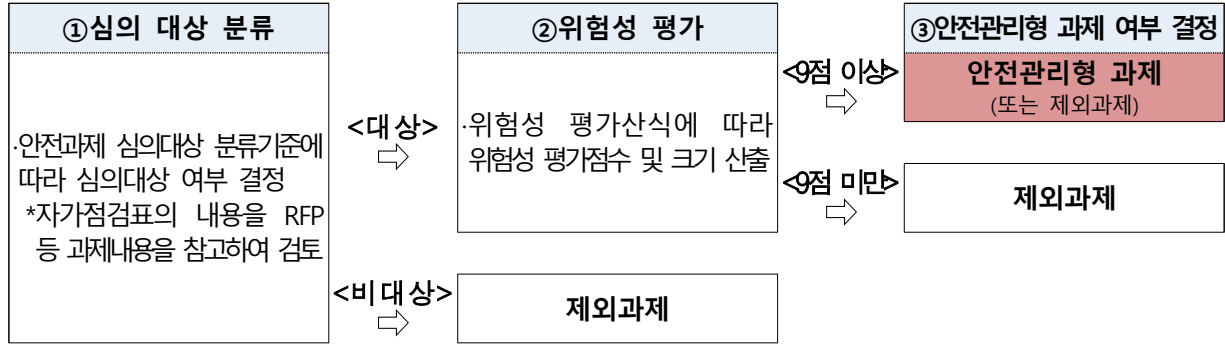 ①심의 대상 분류
·안전과제 심의대상 분류기준에
따라 심의대상 여부 결정
*자가점검표의 내용을 RFP
등 과제내용을 참고하여 검토
<대상>
⇨
<비대상>
⇨
②위험성 평가
·위험성 평가산식에 따라
위험성 평가점수 및 크기 산출
제외과제
<9점 이상>
⇨
<9점 미만>
⇨
③안전관리형 과제 여부 결정
안전관리형 과제
(또는 제외과제)
제외과제